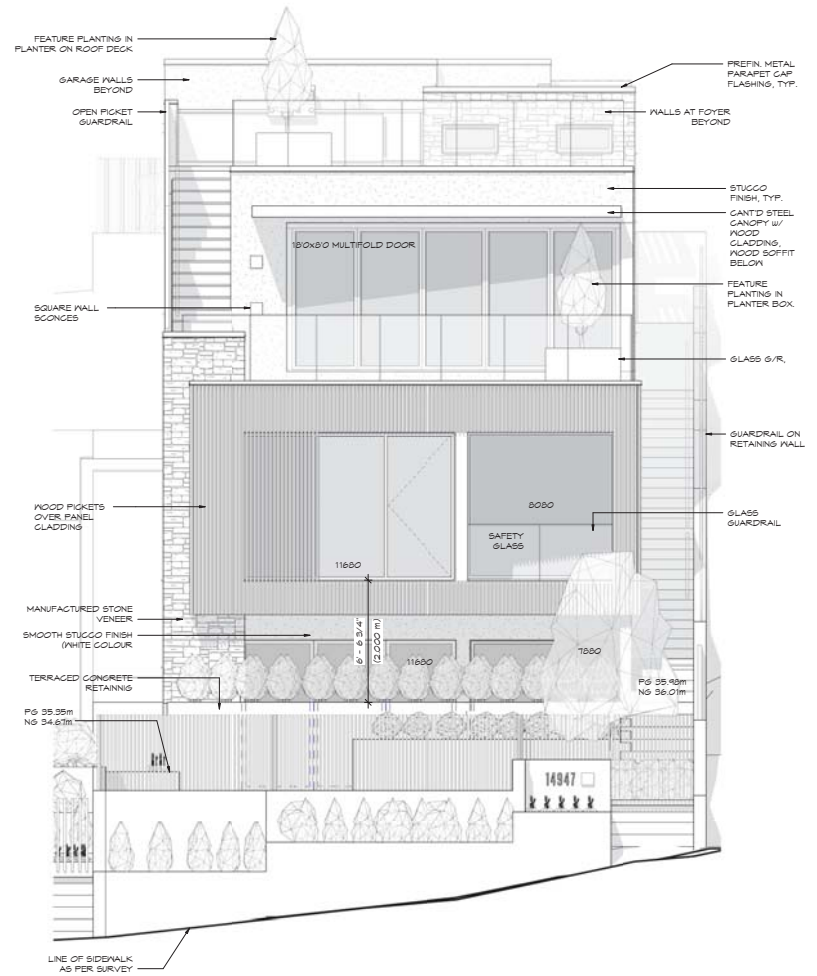 FEATURE PLANTING IN
PLANTER ON ROOF DECK
GARAGE WALLS
BEYOND
OPEN PICKET
GUARDRAIL
PREFIN. METAL
PARAPET CAP
FLASHING, TYP.
WALLS AT FOYER
BEYOND
STUCCO
FINISH, TYP.
CANT'D STEEL
CANOPY W/
WOOD
CLADDING,
WOOD SOFFIT
BELOW
18'0x8'0 MULTIFOLD DOOR
FEATURE
PLANTING IN
PLANTER BOX.
SQUARE WALL
SCONCES
GLASS G/R,
GUARDRAIL ON
RETAINING WALL
WOOD PICKETS
OVER PANEL
CLADDING
8080
SAFETY
GLASS
GLASS
GUARDRAIL
11680
MANUFACTURED STONE
VENEER
SMOOTH STUCCO FINISH
(WHITE COLOUR
6' - 6 3/4"
(2.000 m)
11680
7880
TERRACED CONCRETE
RETAINNIG
PG 35.98m
NG 36.01m
PG 35.35m
NG 34.67m
14947
LINE OF SIDEWALK
AS PER SURVEY